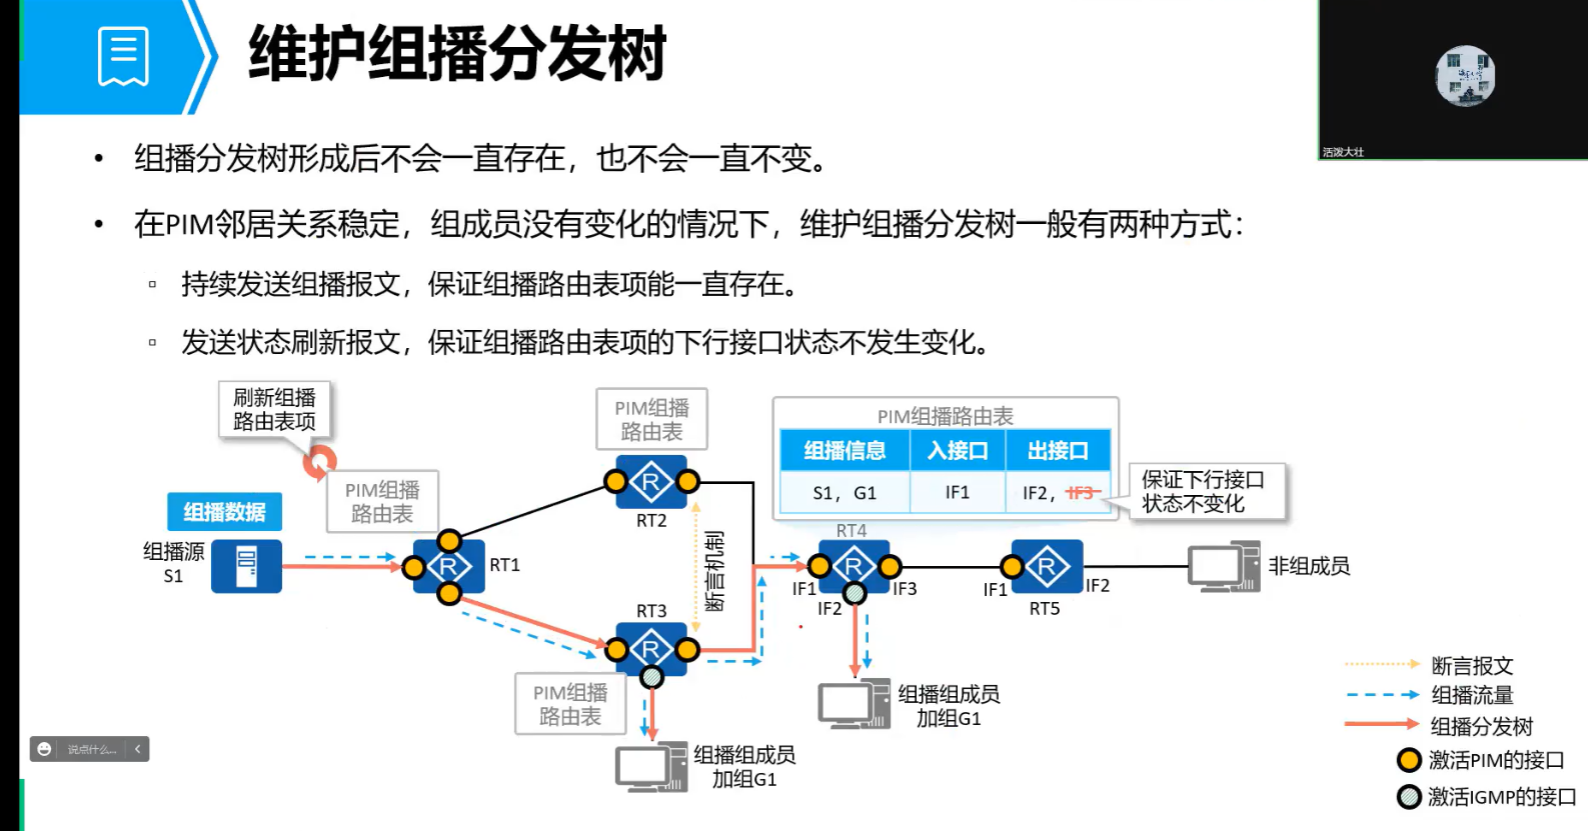 维护组播分发树
活泼大壮
• 组播分发树形成后不会一直存在，也不会一直不变。
• 在PIM邻居关系稳定，组成员没有变化的情况下，维护组播分发树一般有两种方式：
▫ 持续发送组播报文，保证组播路由表项能一直存在。
▫ 发送状态刷新报文，保证组播路由表项的下行接口状态不发生变化。
刷新组播
路由表项
PIM组播
路由表
PIM组播
路由表
PIM组播路由表
组播信息 入接口 出接口
S1，G1 IF1 IF2，IF3
保证下行接口
状态不变化
组播数据
组播源
S1
R
RT1
R
RT2
断言机制
RT3
R
PIM组播
路由表
组播组成员
加组G1
RT4
R
IF1
IF2
IF3
组播组成员
加组G1
R
IF1
RT5
IF2
非组成员
断言报文
组播流量
组播分发树
激活PIM的接口
激活IGMP的接口
说点什么...